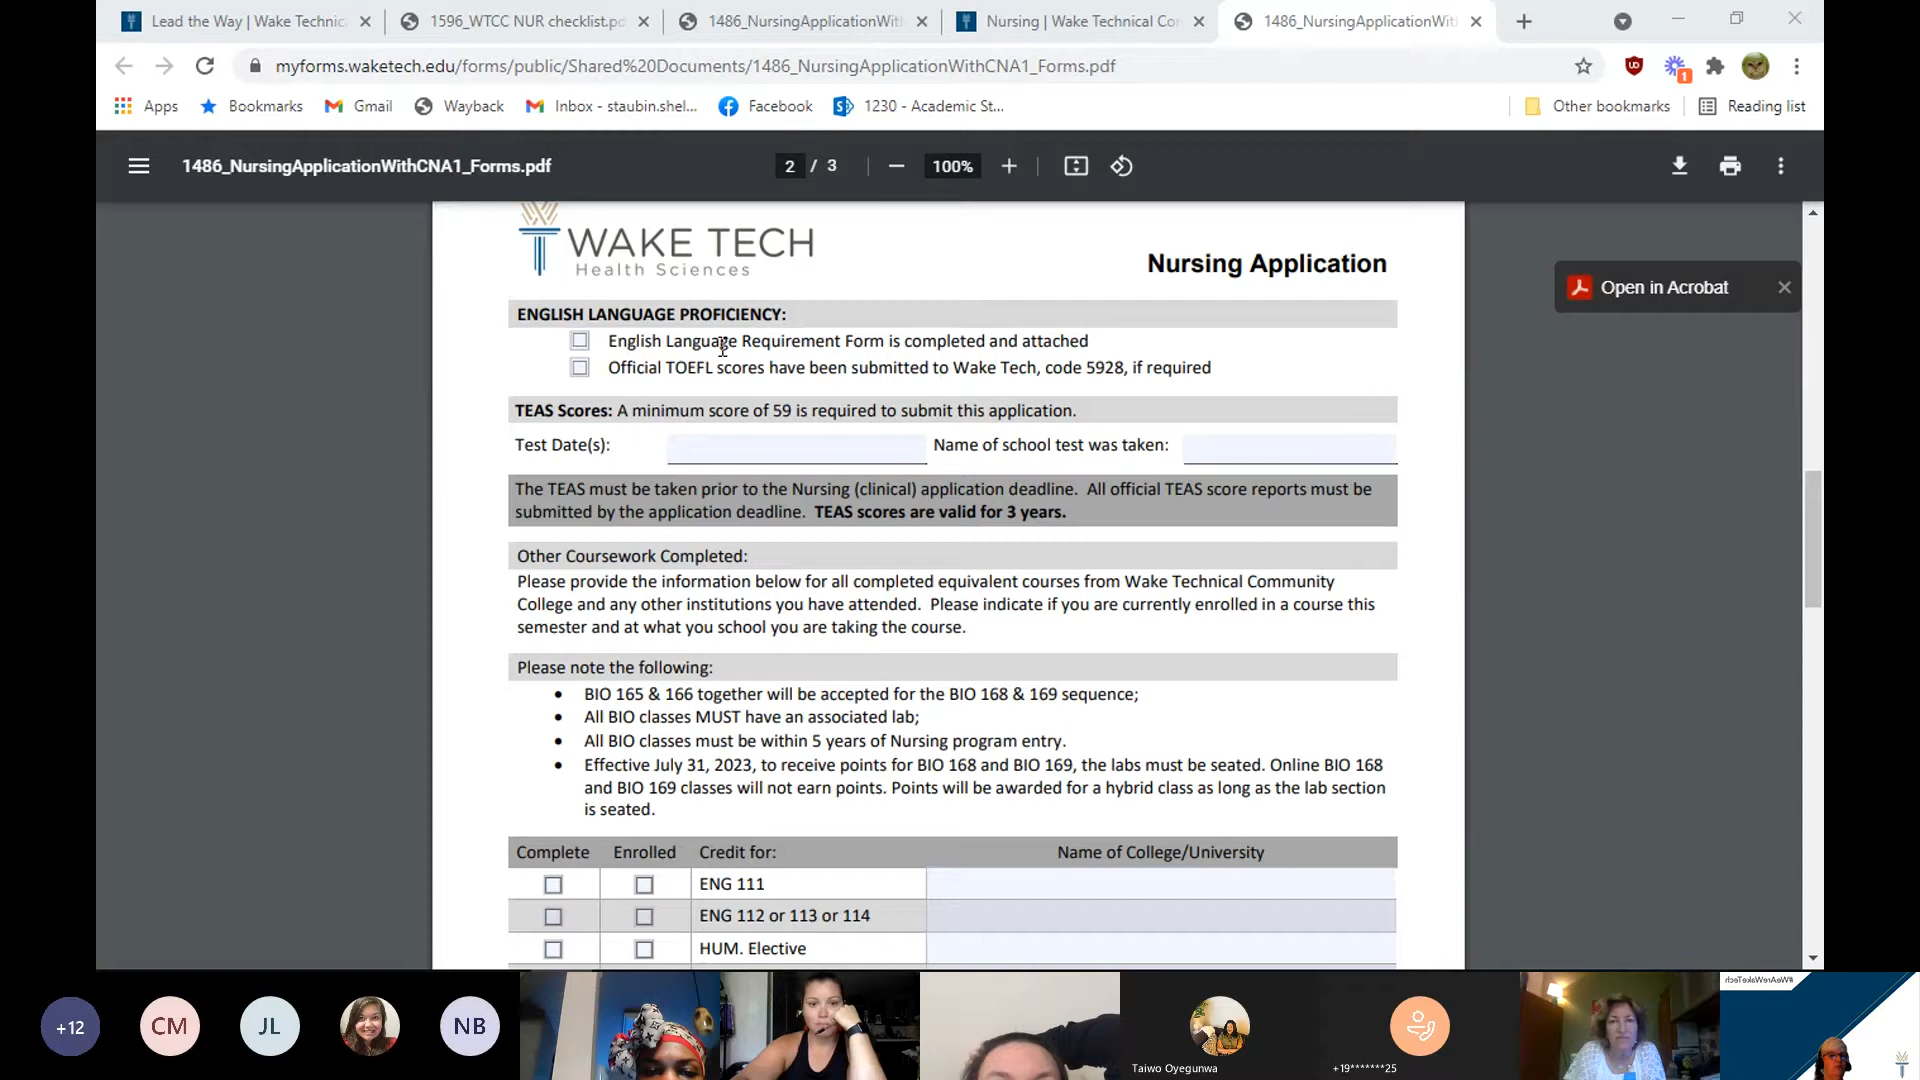 Lead the Way | Wake Technic
1596_WTCC NUR checklist.pd
1486_NursingApplicationWith
Nursing | Wake Technical Co
1486_NursingApplicationWith
myforms.waketech.edu/forms/public/Shared%20Documents/1486_NursingApplicationWithCNA1_Forms.pdf
1
Apps
Bookmarks
Gmail
Wayback
Inbox - staubin.shel...
Facebook
1230 - Academic St...
Other bookmarks
Reading list
1486_NursingApplicationWithCNA1_Forms.pdf
2 / 3
100%
WAKE TECH
Health Sciences
Nursing Application
Open in Acrobat
ENGLISH LANGUAGE PROFICIENCY:
English Language Requirement Form is completed and attached
Official TOEFL scores have been submitted to Wake Tech, code 5928, if required
TEAS Scores: A minimum score of 59 is required to submit this application.
Test Date(s): Name of school test was taken:
The TEAS must be taken prior to the Nursing (clinical) application deadline. All official TEAS score reports must be
submitted by the application deadline. TEAS scores are valid for 3 years.
Other Coursework Completed:
Please provide the information below for all completed equivalent courses from Wake Technical Community
College and any other institutions you have attended. Please indicate if you are currently enrolled in a course this
semester and at what you school you are taking the course.
Please note the following:
• BIO 165 & 166 together will be accepted for the BIO 168 & 169 sequence;
• All BIO classes MUST have an associated lab;
• All BIO classes must be within 5 years of Nursing program entry.
• Effective July 31, 2023, to receive points for BIO 168 and BIO 169, the labs must be seated. Online BIO 168
and BIO 169 classes will not earn points. Points will be awarded for a hybrid class as long as the lab section
is seated.
Complete Enrolled Credit for: Name of College/University
ENG 111
ENG 112 or 113 or 114
HUM. Elective
+12
CM
JL
NB
Taiwo Oyegunwa
+19*******25
#WeAreWakeTech